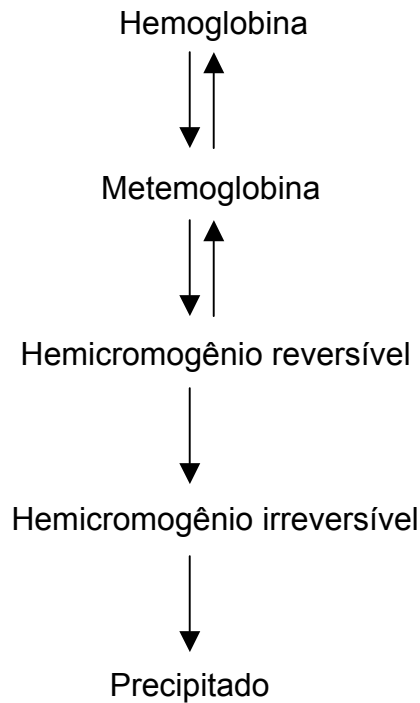 Hemoglobina
Metemoglobina
Hemicromogênio reversível
Hemicromogênio irreversível
Precipitado